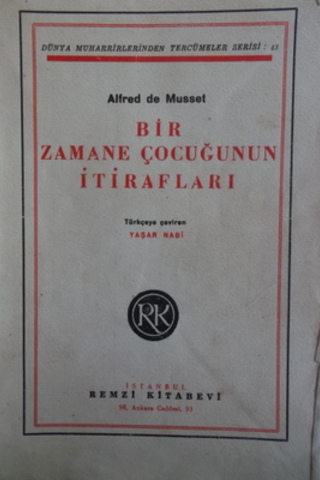 DÜNYA MUHARRİRLERİNDEN TERCÜMELER SERİSİ: 43
Alfred de Musset
BİR
ZAMANE ÇOCUĞUNUN
İTİRAFLARI
Türkçeye çeviren
YAŞAR NABİ
RK
İSTANBUL
REMZİ KİTABEVİ
93, Ankara Caddesi, 93